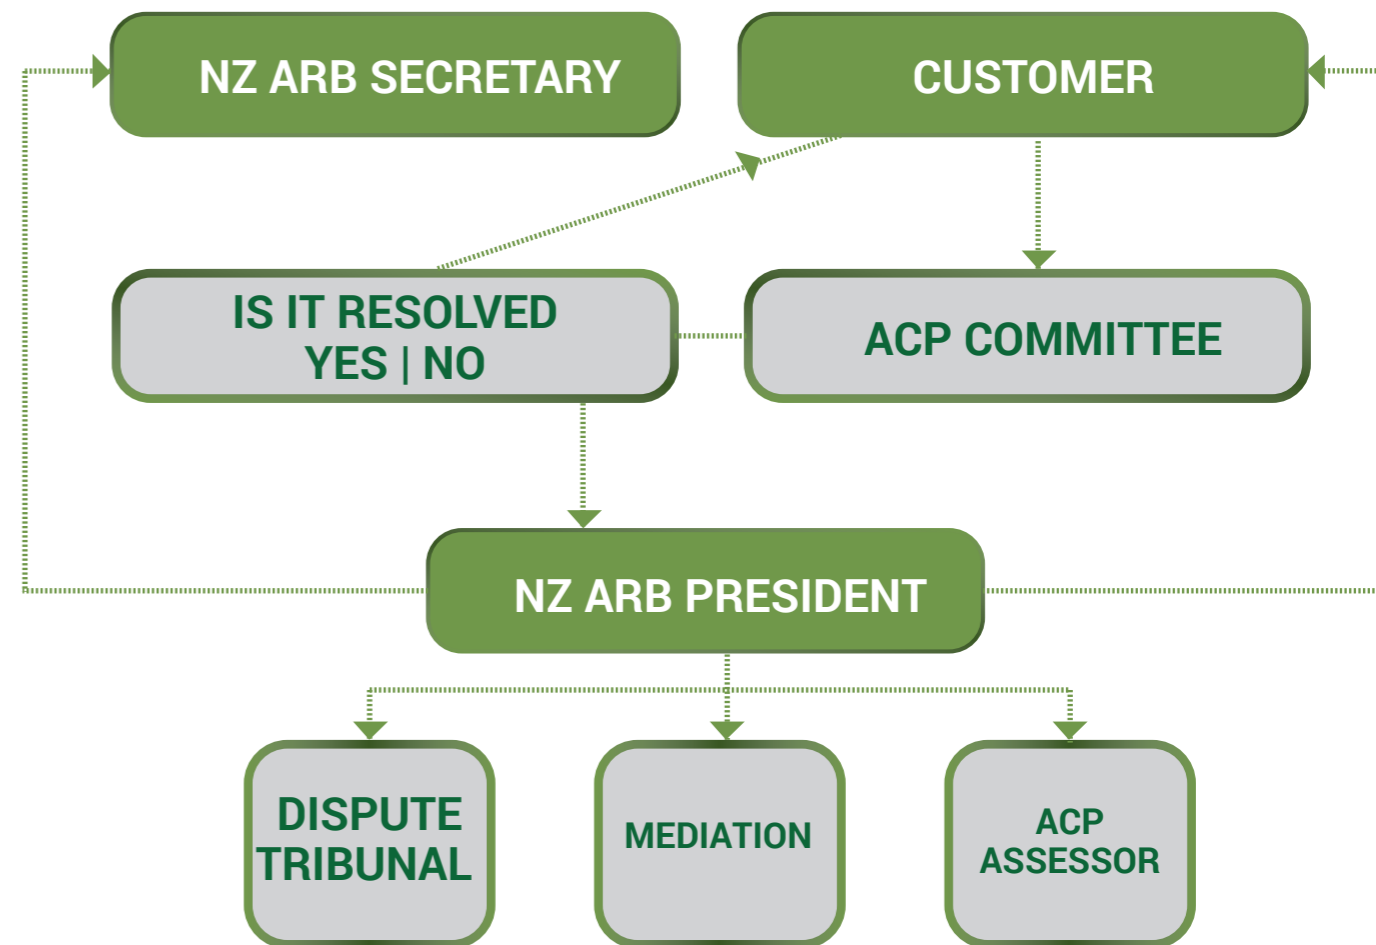 NZ ARB SECRETARY
CUSTOMER
IS IT RESOLVED
YES | NO
ACP COMMITTEE
NZ ARB PRESIDENT
DISPUTE
TRIBUNAL
MEDIATION
ACP
ASSESSOR